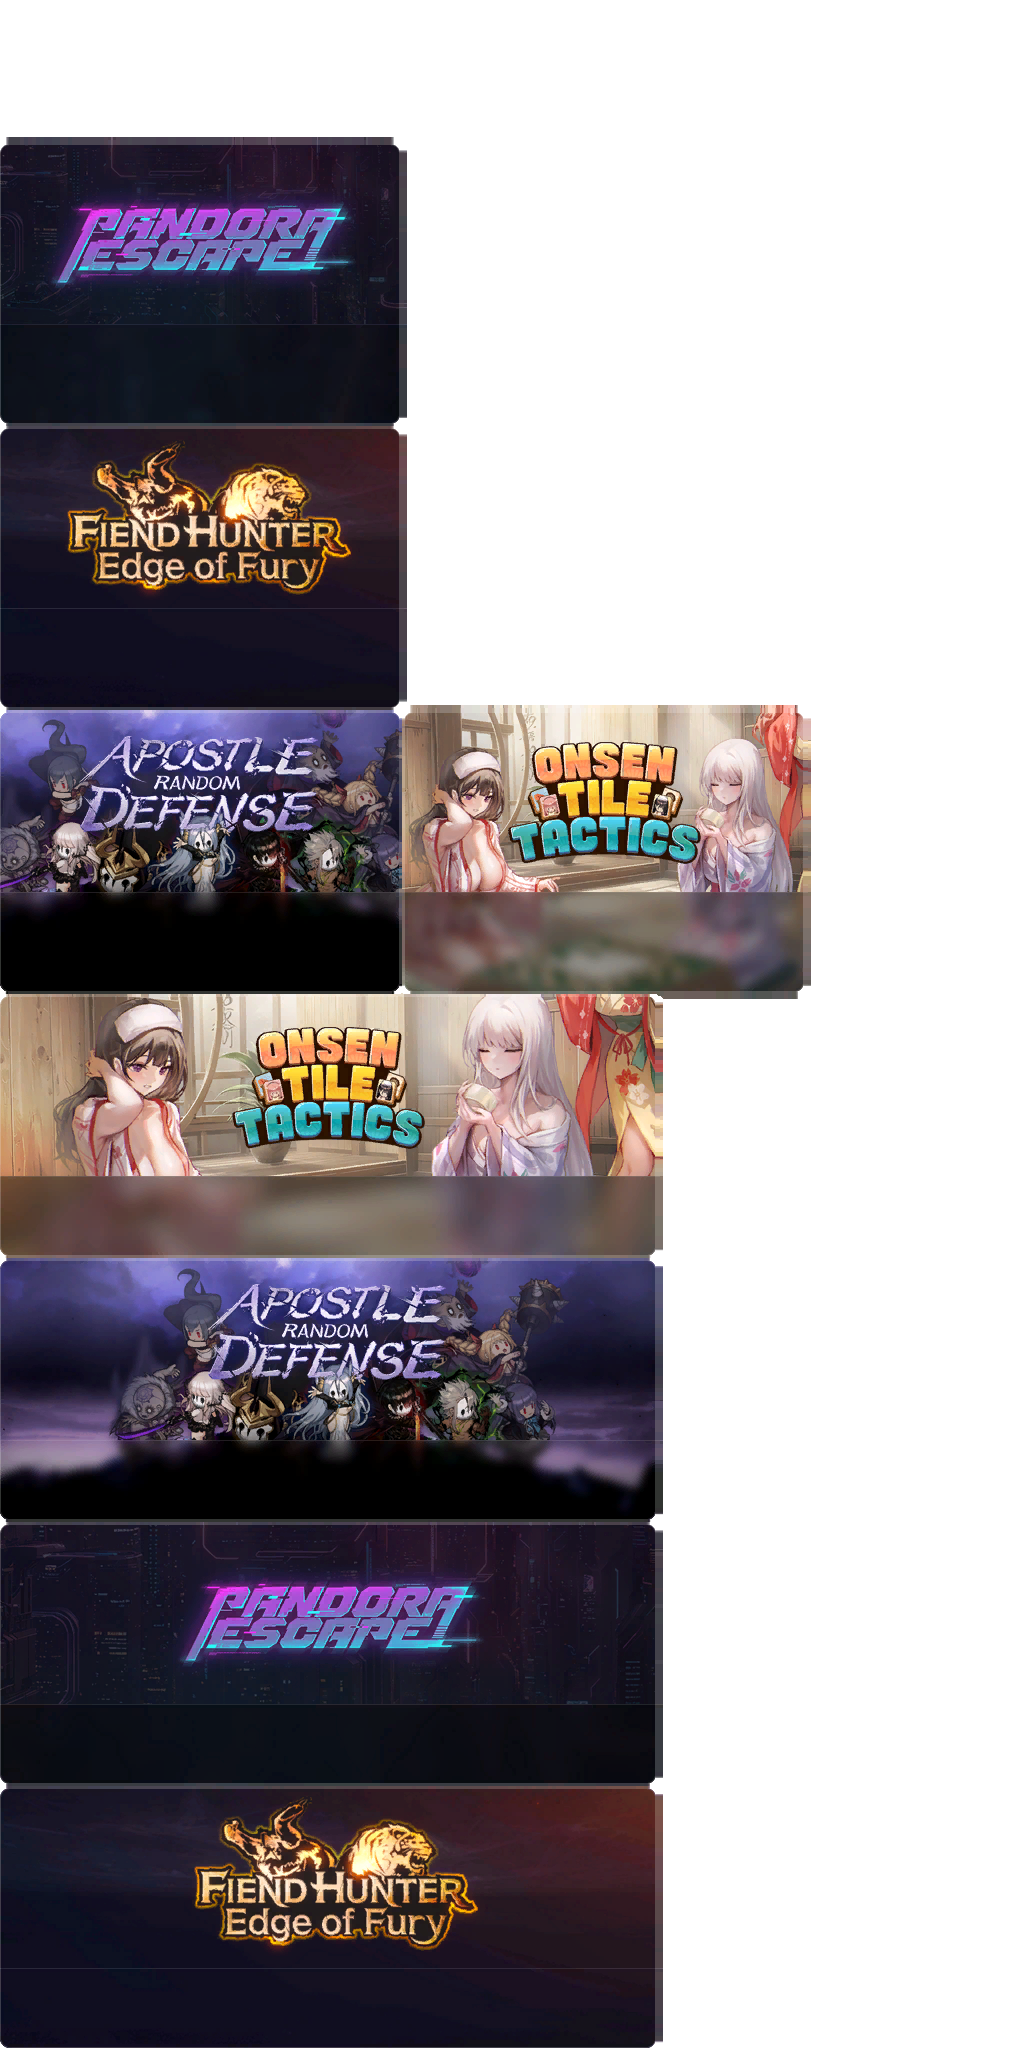 PANDORA
ESCAPE!
FIEND HUNTER
Edge of Fury
APOSTLE
RANDOM
DEFENSE
ONSEN
TILE
TACTICS
ONSEN
TILE
TACTICS
APOSTLE
RANDOM
DEFENSE
PANDORA
ESCAPE!
FIEND HUNTER
Edge of Fury